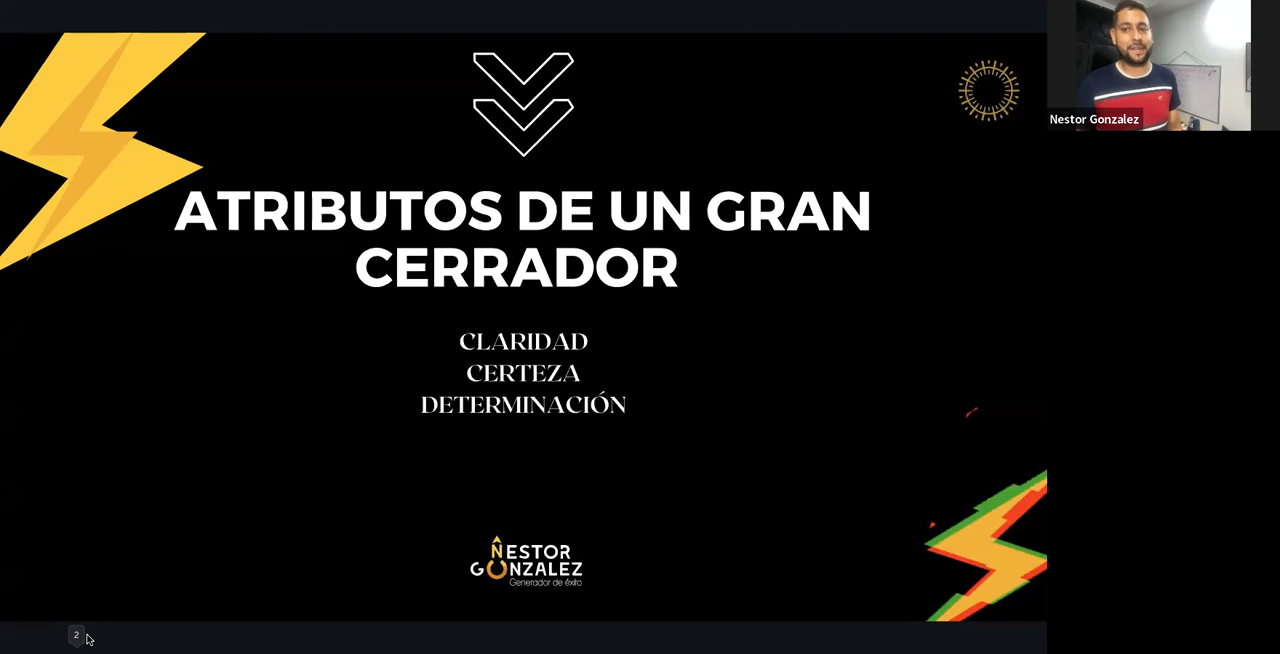 Nestor Gonzalez
ATRIBUTOS DE UN GRAN
CERRADOR
CLARIDAD
CERTEZA
DETERMINACIÓN
NESTOR
GONZALEZ
Generador de éxito
2